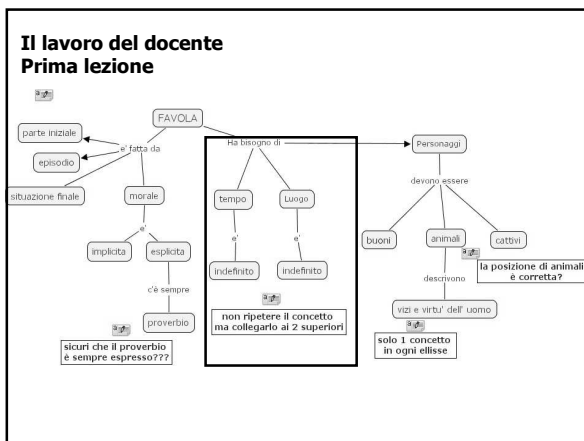 Il lavoro del docente
Prima lezione
FAVOLA
parte iniziale
e' fatta da
Ha bisogno di
Personaggi
episodio
situazione finale
morale
tempo
Luogo
devono essere
e'
e'
e'
buoni
animali
cattivi
implicita
esplicita
indefinito
indefinito
la posizione di animali
è corretta?
descrivono
c'è sempre
vizi e virtu' dell' uomo
proverbio
non ripetere il concetto
ma collegarlo ai 2 superiori
solo 1 concetto
in ogni ellisse
sicuri che il proverbio
è sempre espresso???